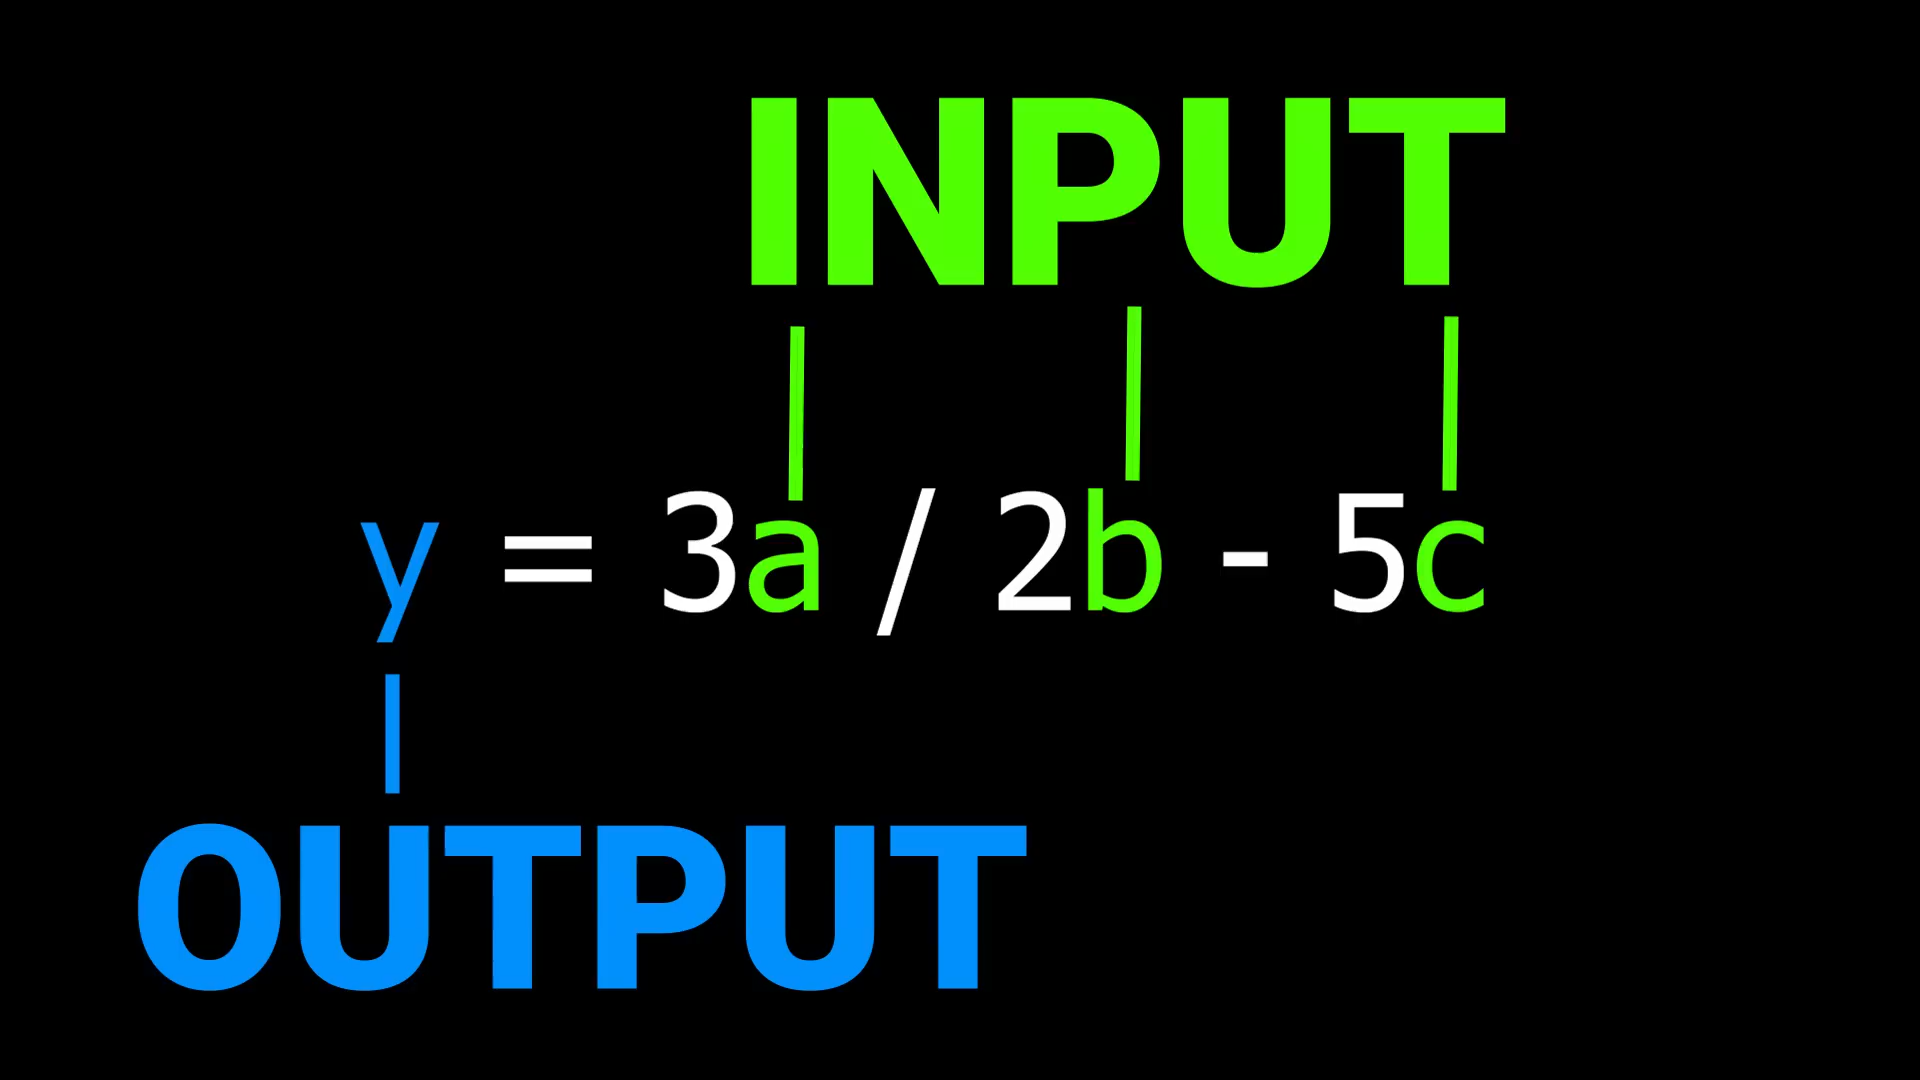 INPUT
y = 3a / 2b - 5c
OUTPUT